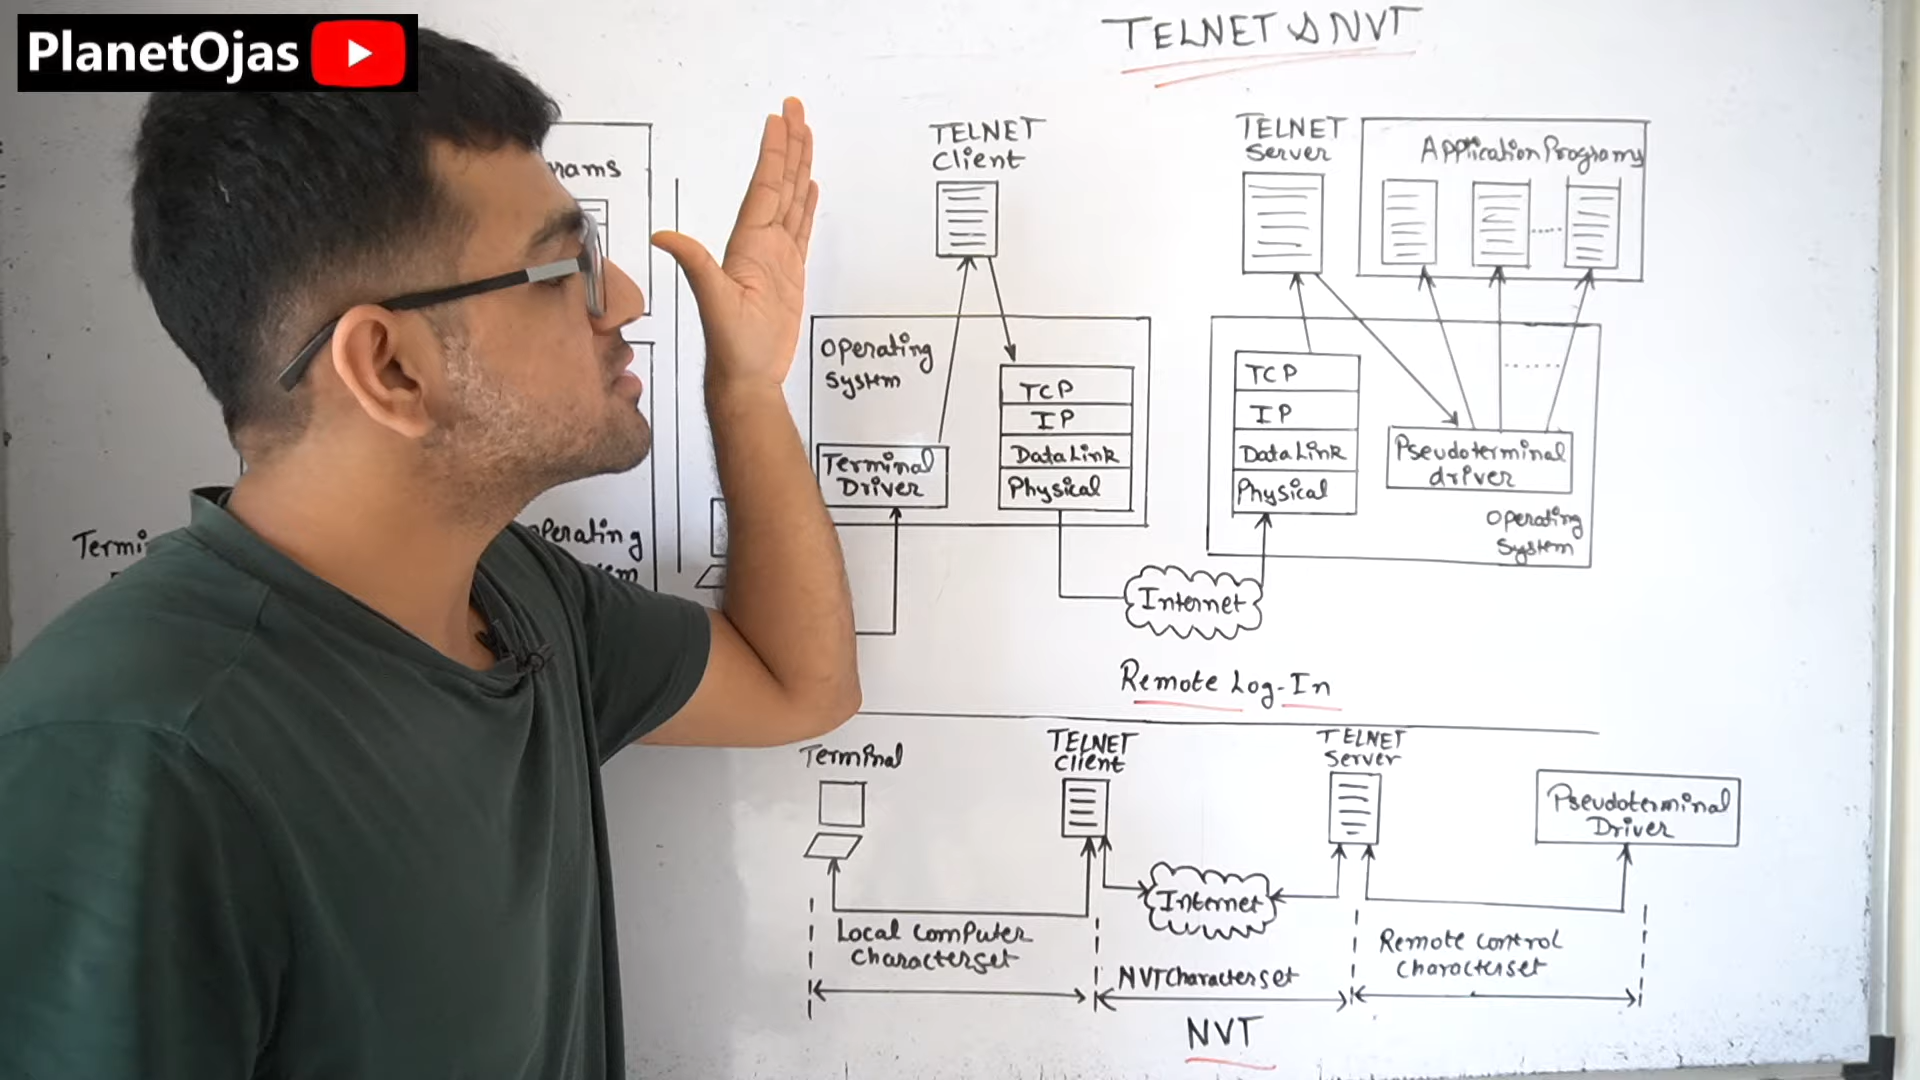 PlanetOjas
TELNET & NVT
TELNET
Client
TELNET
Server
Application Programs
Operating
System
TCP
IP
Data Link
Physical
Terminal
Driver
TCP
IP
Data Link
Physical
Pseudoterminal
driver
Operating
System
Internet
Remote Log-In
Terminal
TELNET
Client
TELNET
Server
Pseudoterminal
Driver
Internet
Local Computer
Characterset
NVT Characterset
Remote control
Characterset
NVT